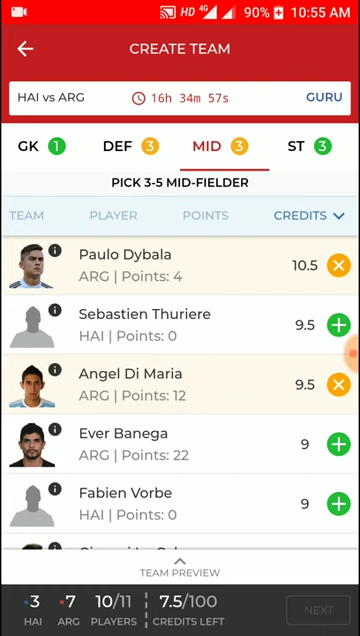 HD 4G 90% 10:55 AM
CREATE TEAM
HAI vs ARG 16h 34m 57s GURU
GK 1 DEF 3 MID 3 ST 3
PICK 3-5 MID-FIELDER
TEAM PLAYER POINTS CREDITS
Paulo Dybala
ARG | Points: 4
10.5
Sebastien Thuriere
HAI | Points: 0
9.5
Angel Di Maria
ARG | Points: 12
9.5
Ever Banega
ARG | Points: 22
9
Fabien Vorbe
HAI | Points: 0
9
TEAM PREVIEW
3 7 10/11 7.5/100
HAI ARG PLAYERS CREDITS LEFT
NEXT